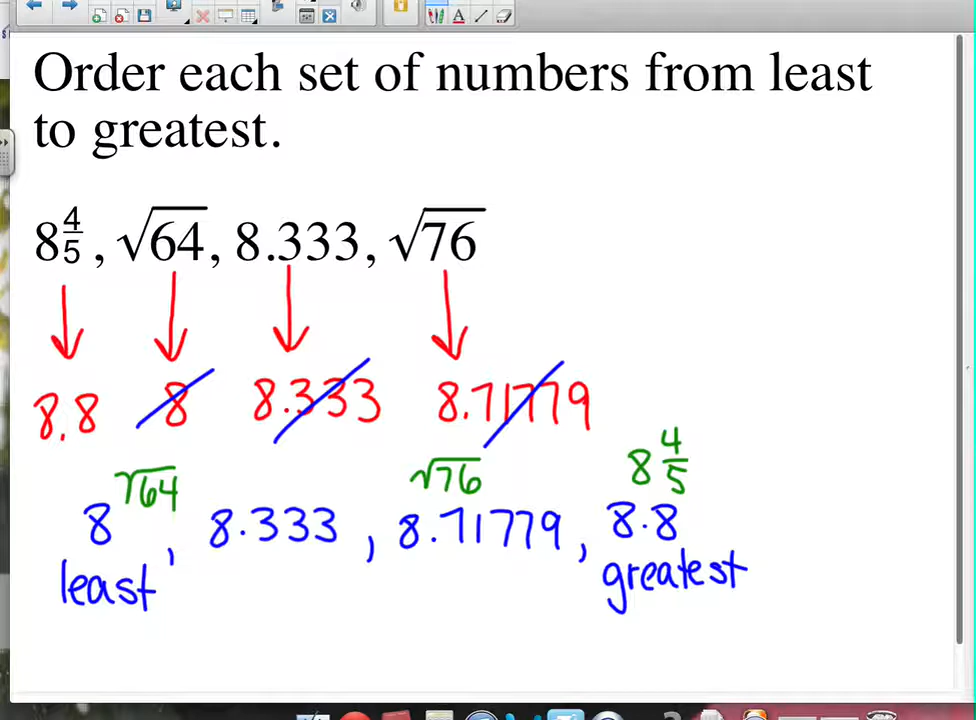 Order each set of numbers from least
to greatest.
8 4/5, √64, 8.333, √76
8.8 8 8.333 8.71779
√64 √76 8 4/5
8, 8.333, 8.71779, 8.8
least greatest